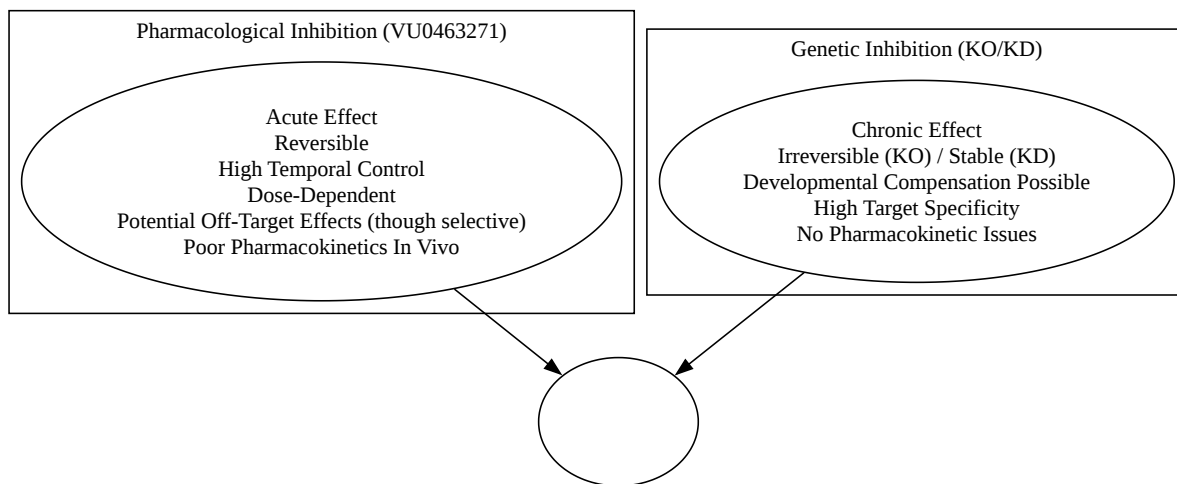 Pharmacological Inhibition (VU0463271)
Acute Effect
Reversible
High Temporal Control
Dose-Dependent
Potential Off-Target Effects (though selective)
Poor Pharmacokinetics In Vivo
Genetic Inhibition (KO/KD)
Chronic Effect
Irreversible (KO) / Stable (KD)
Developmental Compensation Possible
High Target Specificity
No Pharmacokinetic Issues